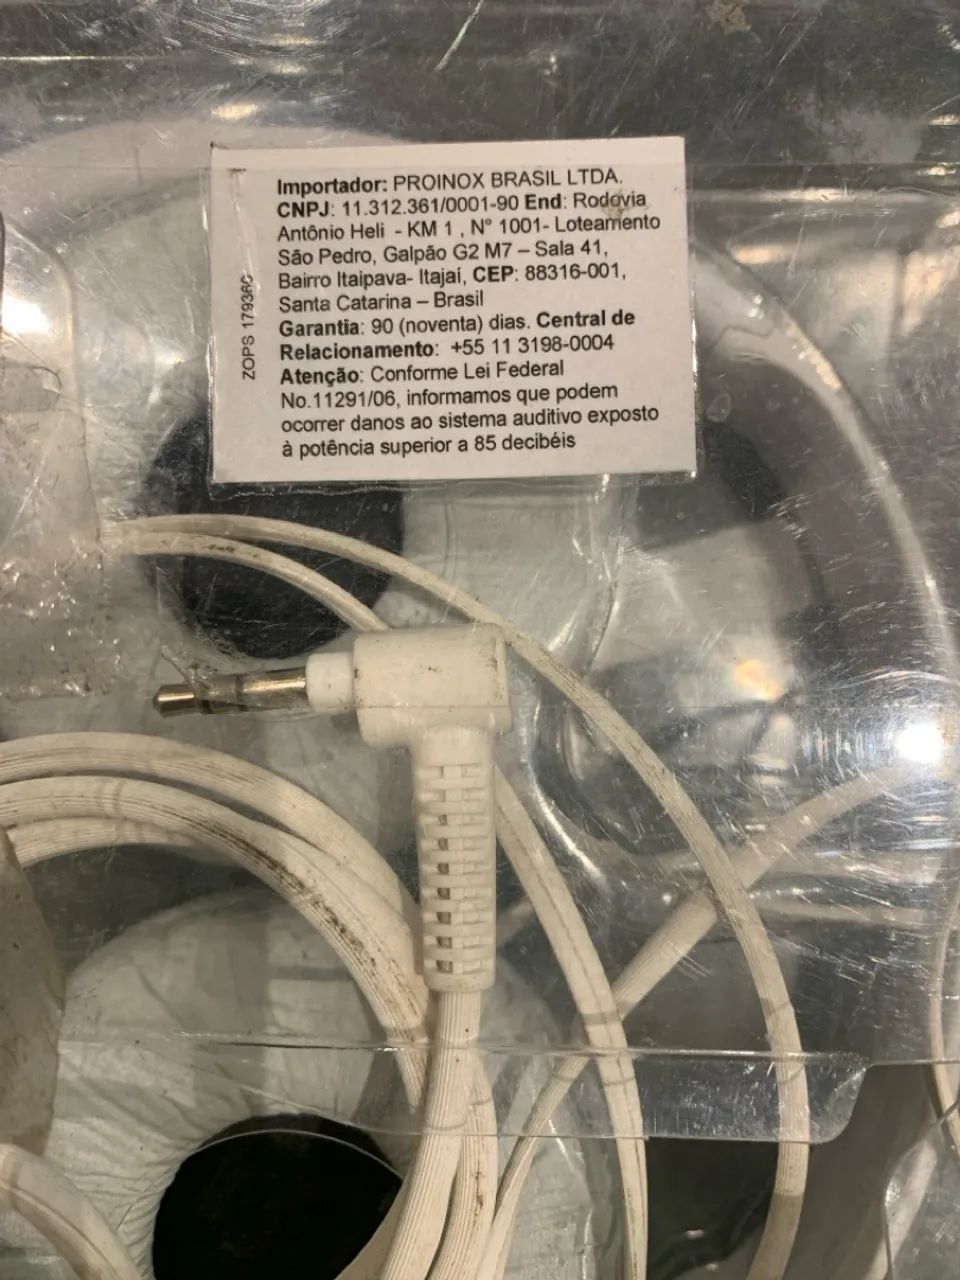 Importador: PROINOX BRASIL LTDA.
CNPJ: 11.312.361/0001-90 End: Rodovia
Antônio Heli - KM 1 , N° 1001- Loteamento
São Pedro, Galpão G2 M7 – Sala 41,
Bairro Itaipava- Itajaí, CEP: 88316-001,
Santa Catarina – Brasil
Garantia: 90 (noventa) dias. Central de
Relacionamento: +55 11 3198-0004
Atenção: Conforme Lei Federal
No.11291/06, informamos que podem
ocorrer danos ao sistema auditivo exposto
à potência superior a 85 decibéis
ZOPS